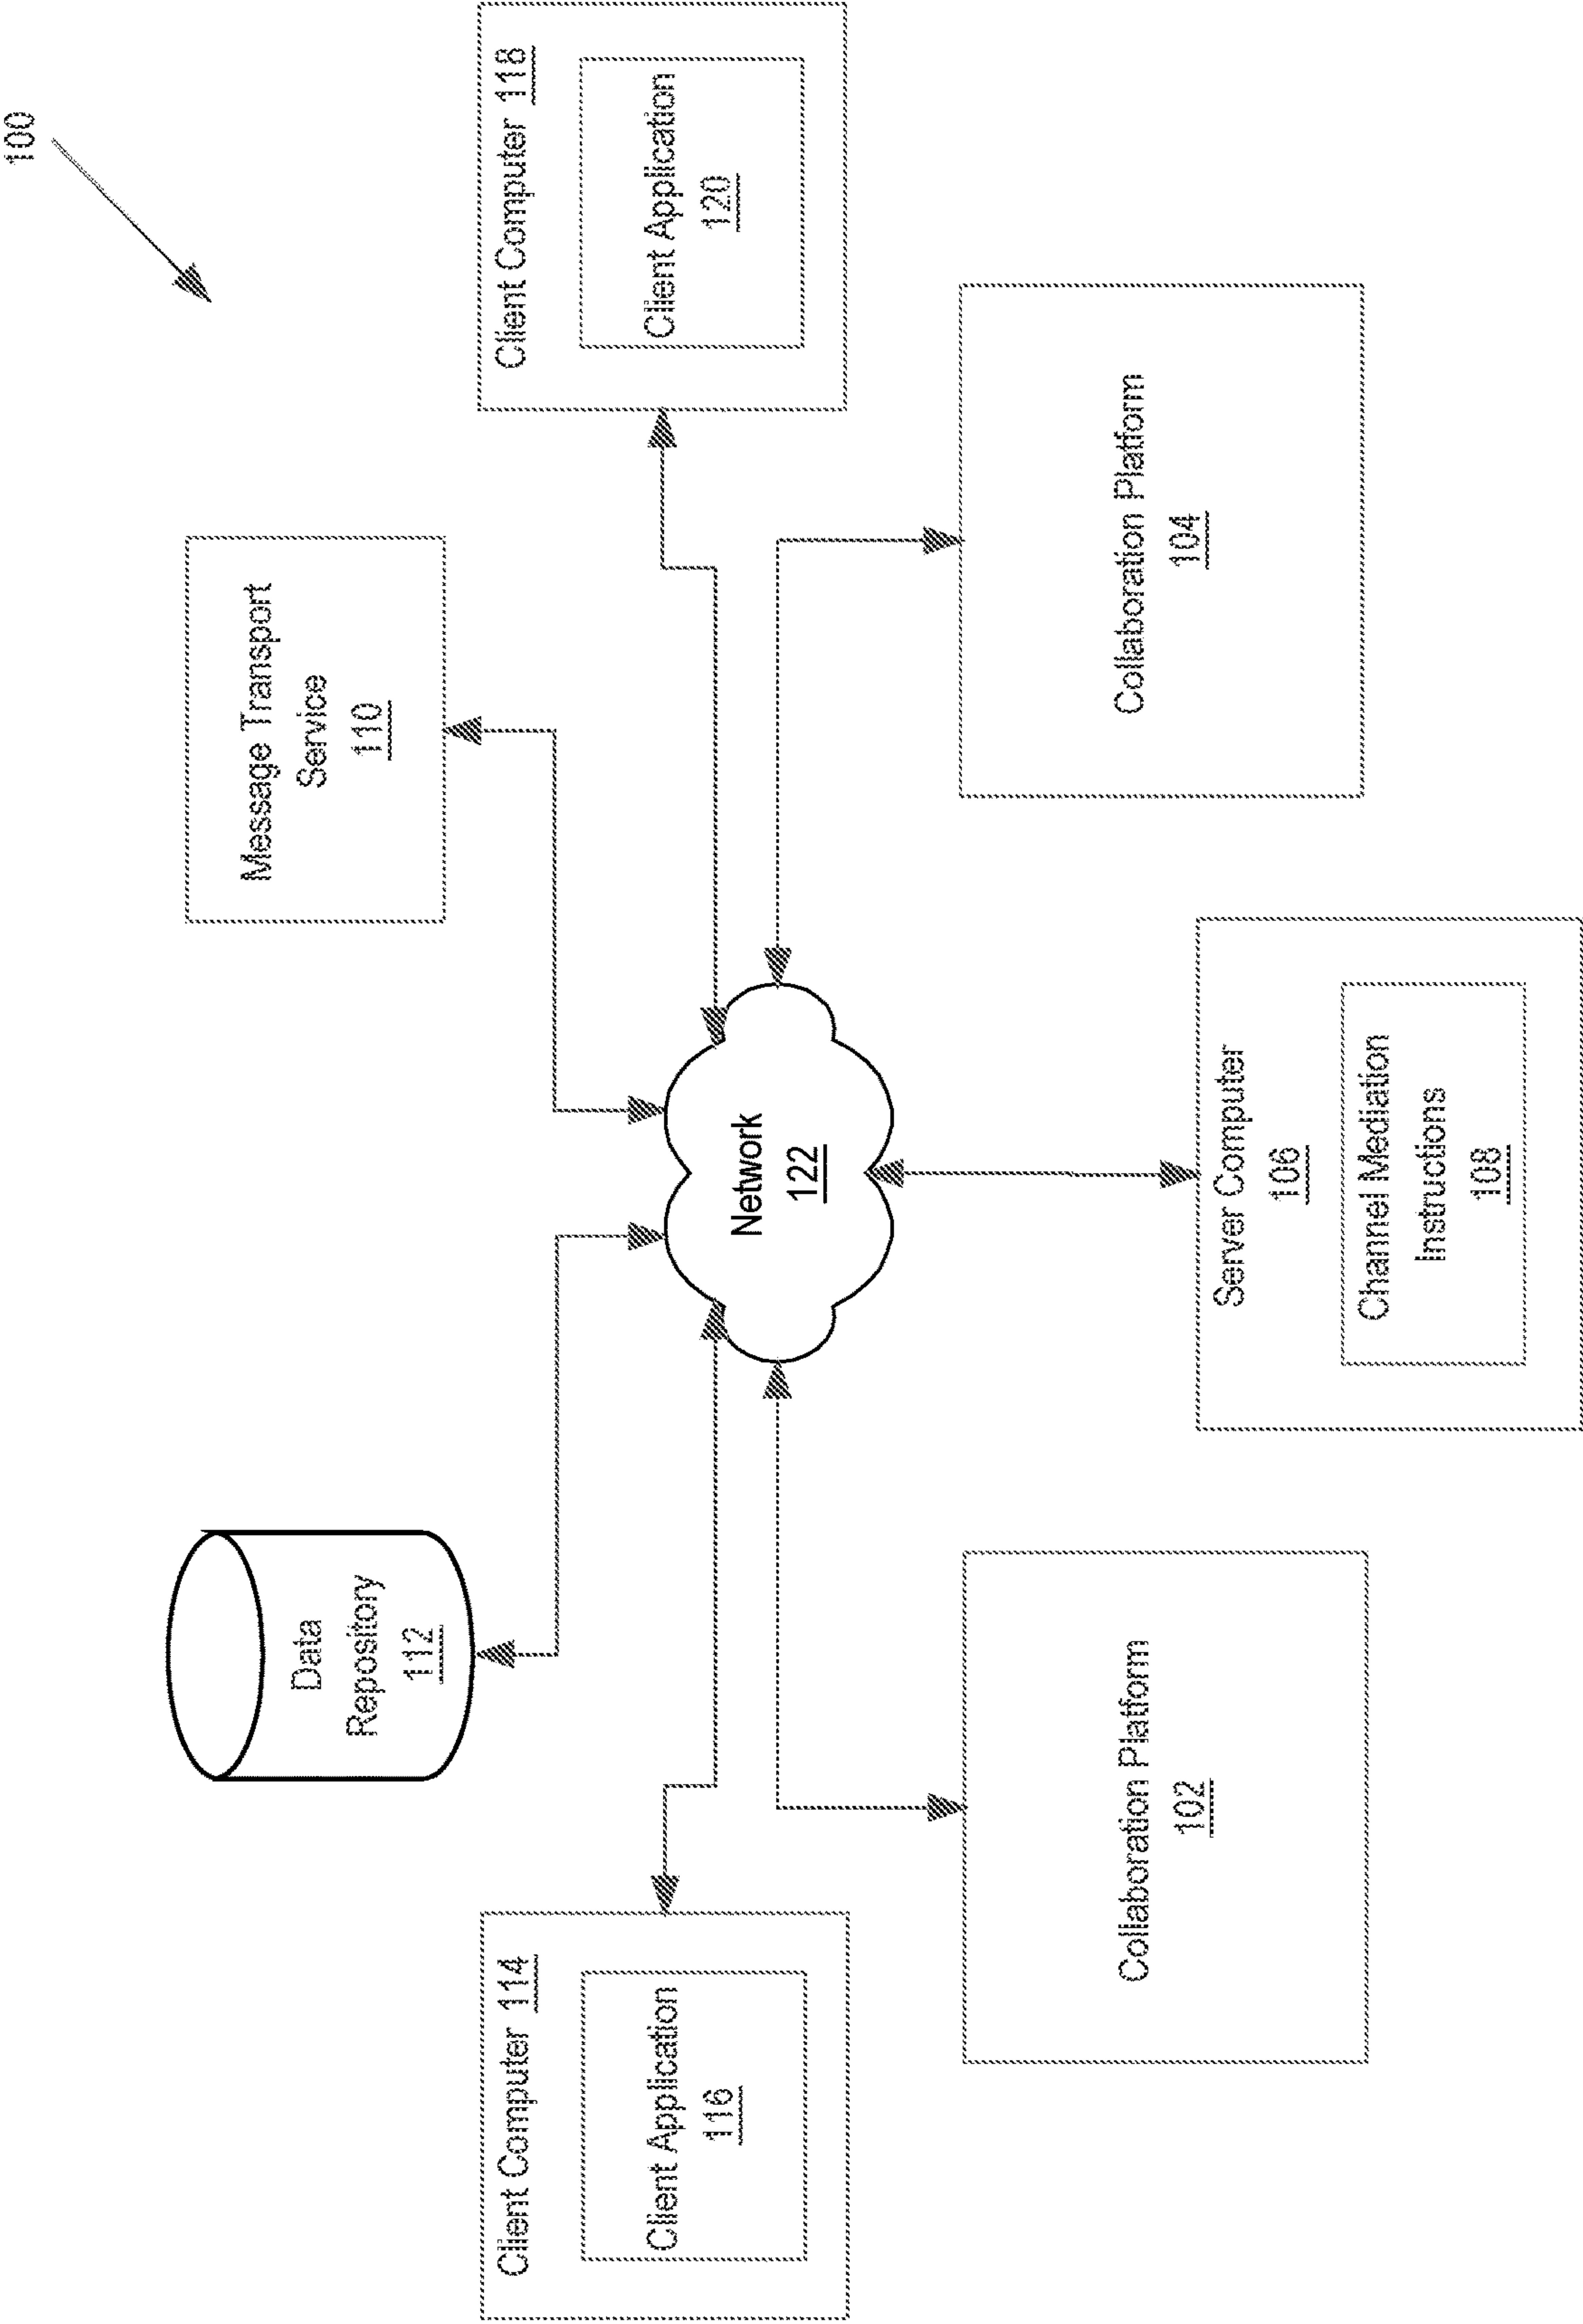 100
Data
Repository
112
Message Transport
Service
110
Client Computer 114
Client Application
116
Client Computer 118
Client Application
120
Network
122
Collaboration Platform
102
Collaboration Platform
104
Server Computer
106
Channel Mediation
Instructions
108